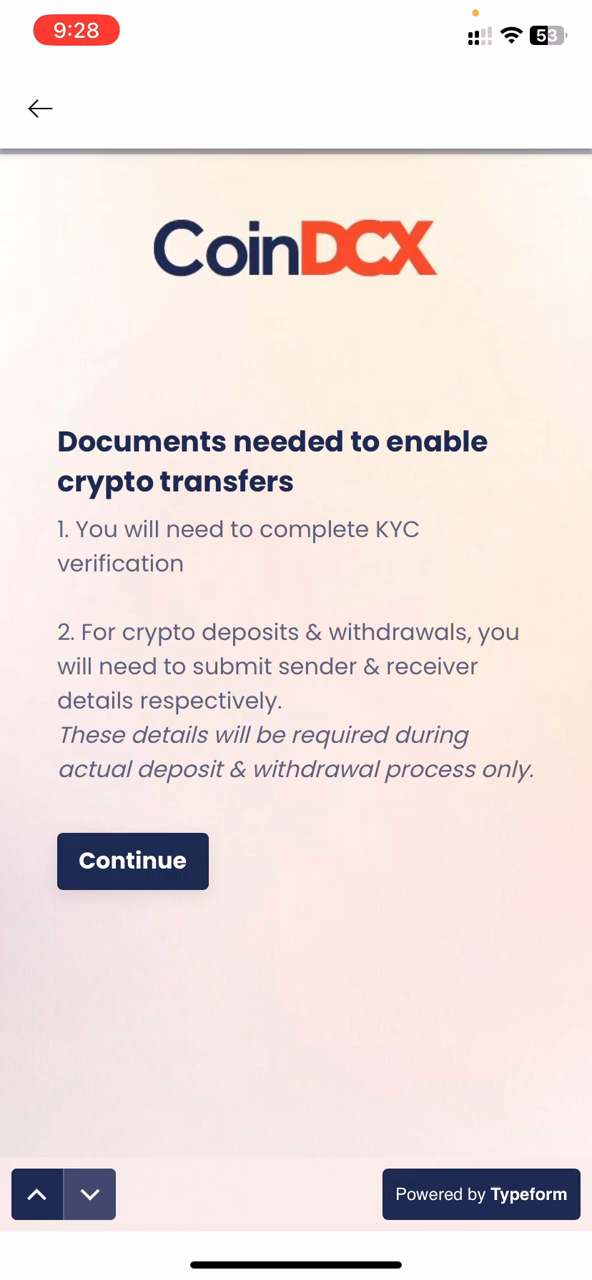 9:28
53
CoinDCX
Documents needed to enable
crypto transfers
1. You will need to complete KYC
verification
2. For crypto deposits & withdrawals, you
will need to submit sender & receiver
details respectively.
These details will be required during
actual deposit & withdrawal process only.
Continue
Powered by Typeform